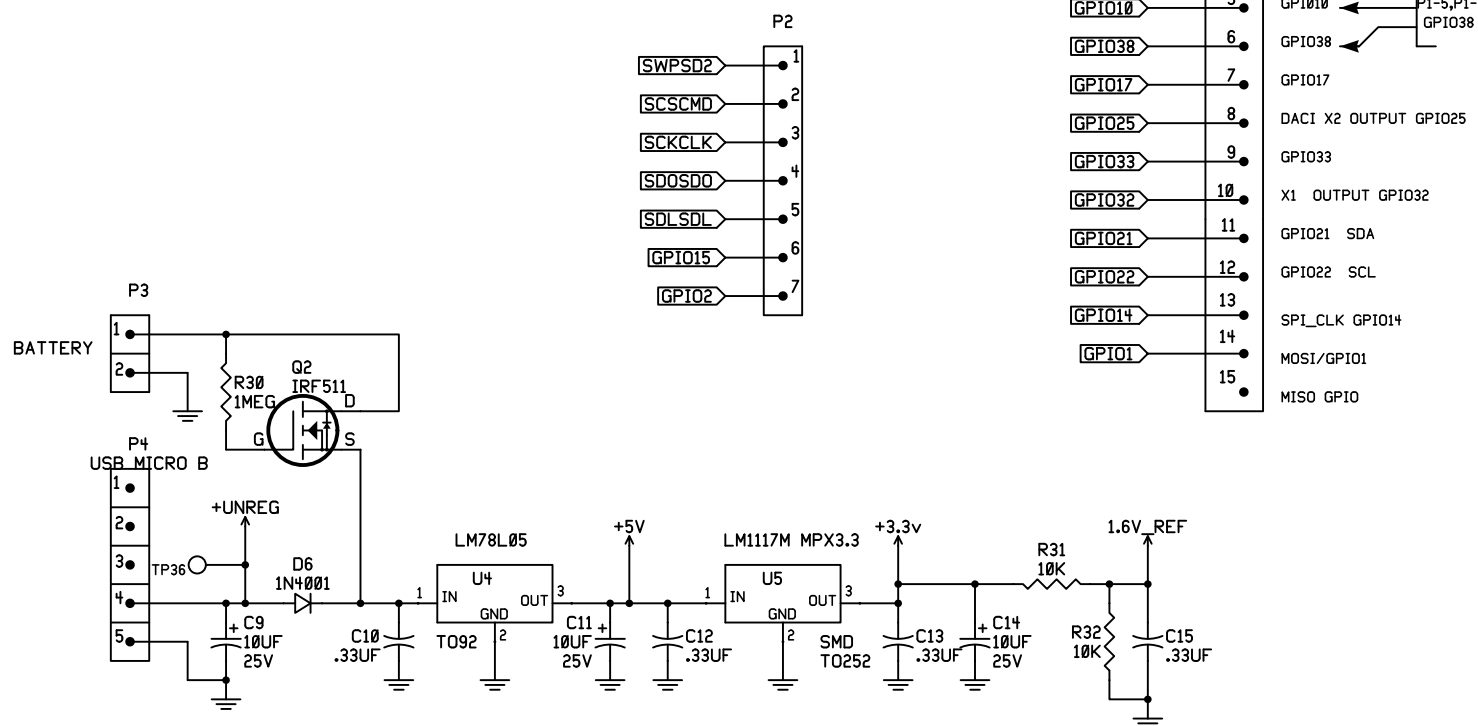 P2
SWPSD2 1
SCSCMD 2
SCKCLK 3
SDOSDO 4
SDLSDL 5
GPIO15 6
GPIO2 7
GPIO10 5 GPIO10
P1-5,P1-
GPIO38
GPIO38 6 GPIO38
GPIO17 7 GPIO17
GPIO25 8 DACI X2 OUTPUT GPIO25
GPIO33 9 GPIO33
GPIO32 10 X1 OUTPUT GPIO32
GPIO21 11 GPIO21 SDA
GPIO22 12 GPIO22 SCL
GPIO14 13 SPI_CLK GPIO14
GPIO1 14 MOSI/GPIO1
15 MISO GPIO
P3
1
BATTERY
2
R30
1MEG
Q2
IRF511
D
G
S
P4
USB MICRO B
1
2
3
4
5
+UNREG
TP36
D6
1N4001
+ C9
10UF
25V
C10
.33UF
LM78L05
U4
1 IN
OUT 3
GND
2
TO92
+5V
C11 +
10UF
25V
C12
.33UF
LM1117M MPX3.3
U5
1 IN
OUT 3
GND
2
SMD
TO252
+3.3v
C13
.33UF
+ C14
10UF
25V
R31
10K
1.6V_REF
R32
10K
C15
.33UF